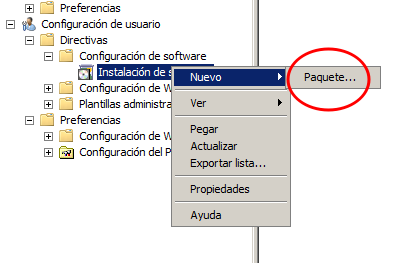 Preferencias
Configuración de usuario
Directivas
Configuración de software
Instalación de s
Nuevo
Paquete...
Configuración de W
Ver
Plantillas administra
Preferencias
Pegar
Configuración de W
Actualizar
Configuración del P
Exportar lista...
Propiedades
Ayuda